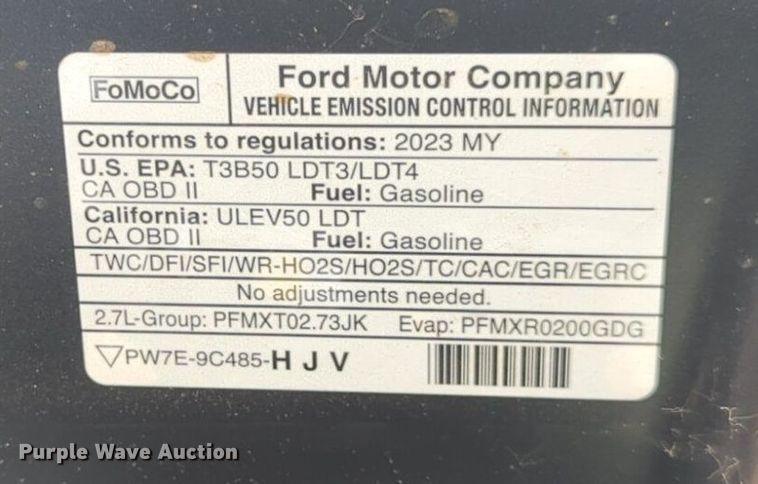 FoMoCo
Ford Motor Company
VEHICLE EMISSION CONTROL INFORMATION
Conforms to regulations: 2023 MY
U.S. EPA: T3B50 LDT3/LDT4
CA OBD II Fuel: Gasoline
California: ULEV50 LDT
CA OBD II Fuel: Gasoline
TWC/DFI/SFI/WR-HO2S/HO2S/TC/CAC/EGR/EGRC
No adjustments needed.
2.7L-Group: PFMXT02.73JK Evap: PFMXR0200GDG
PW7E-9C485-H J V
Purple Wave Auction